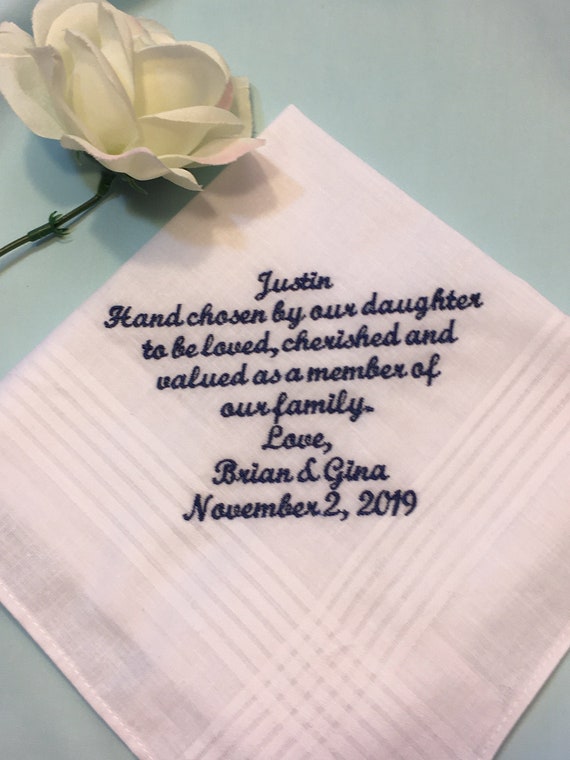 Justin
Hand chosen by our daughter
to be loved, cherished and
valued as a member of
our family.
Love,
Brian & Gina
November 2, 2019